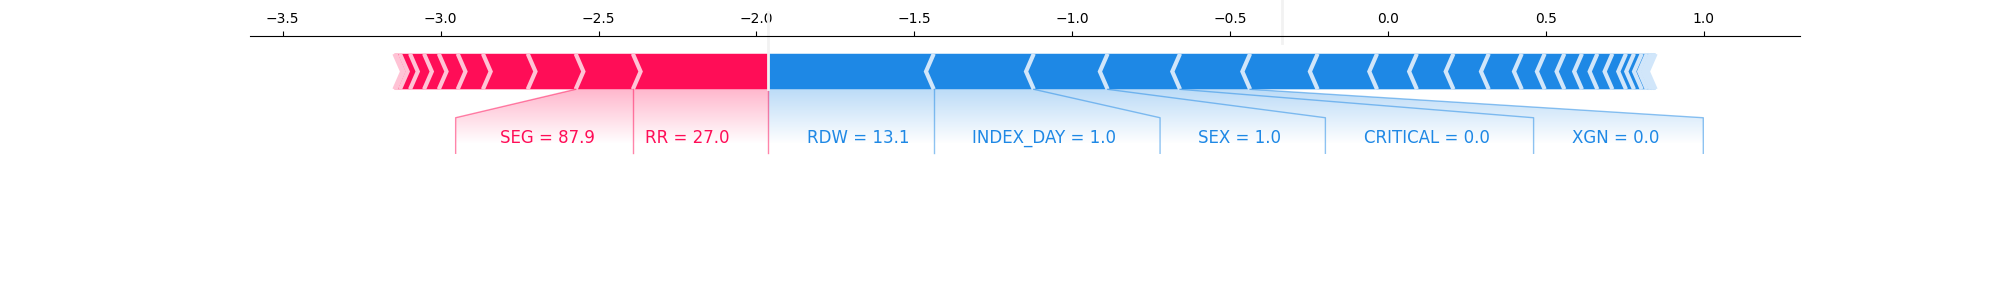 −3.5 −3.0 −2.5 −2.0 −1.5 −1.0 −0.5 0.0 0.5 1.0
SEG = 87.9 RR = 27.0 RDW = 13.1 INDEX_DAY = 1.0 SEX = 1.0 CRITICAL = 0.0 XGN = 0.0